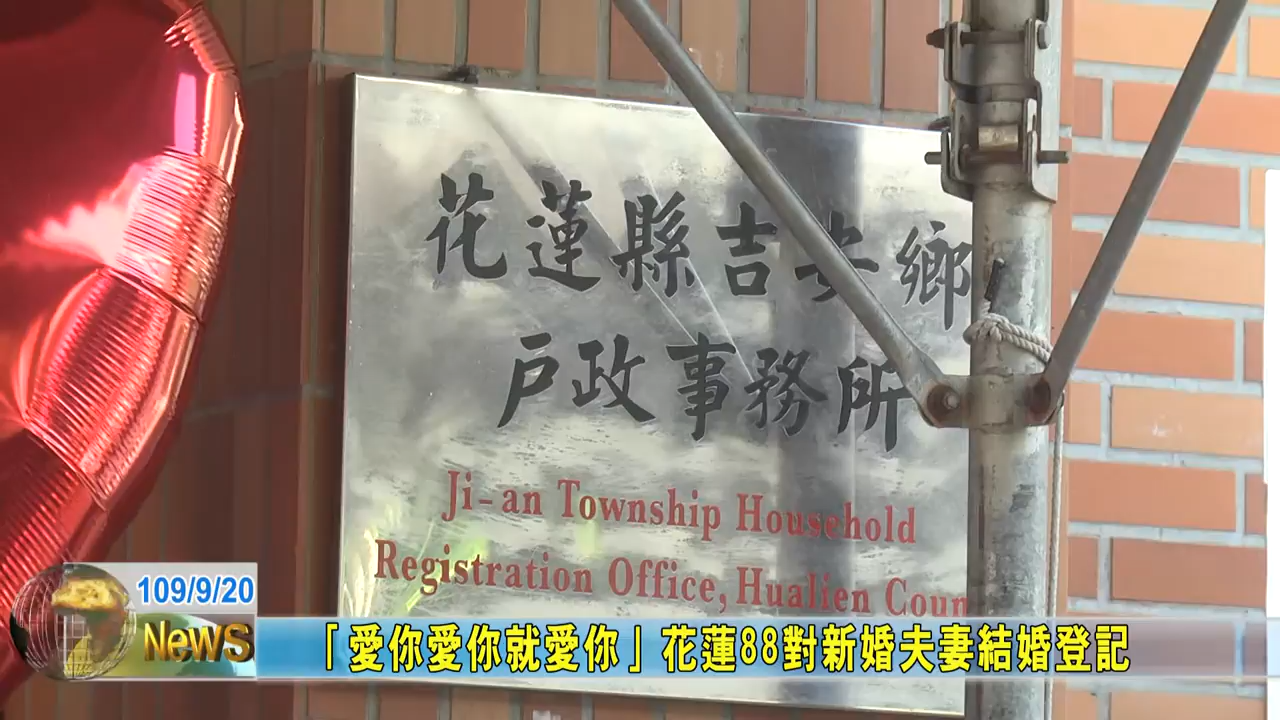 花蓮縣吉安鄉
戶政事務所
Ji-an Township Household
Registration Office, Hualien Coun
109/9/20
News
「愛你愛你就愛你」花蓮88對新婚夫妻結婚登記